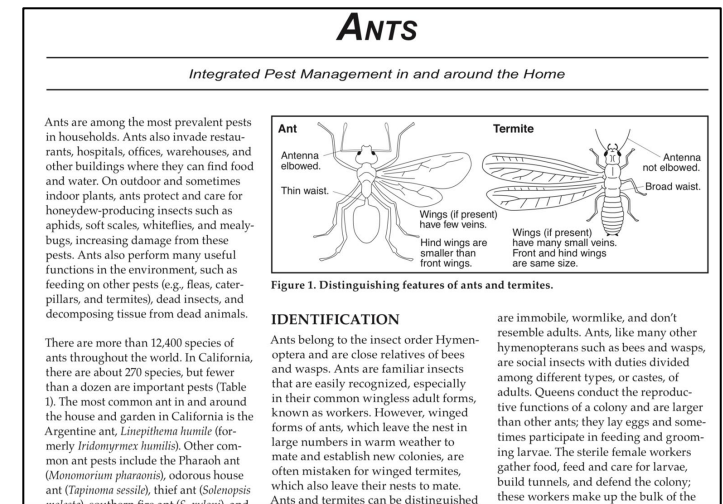 ANTS
Integrated Pest Management in and around the Home
Ants are among the most prevalent pests
in households. Ants also invade restau-
rants, hospitals, offices, warehouses, and
other buildings where they can find food
and water. On outdoor and sometimes
indoor plants, ants protect and care for
honeydew-producing insects such as
aphids, soft scales, whiteflies, and mealy-
bugs, increasing damage from these
pests. Ants also perform many useful
functions in the environment, such as
feeding on other pests (e.g., fleas, cater-
pillars, and termites), dead insects, and
decomposing tissue from dead animals.
There are more than 12,400 species of
ants throughout the world. In California,
there are about 270 species, but fewer
than a dozen are important pests (Table
1). The most common ant in and around
the house and garden in California is the
Argentine ant, Linepithema humile (for-
merly Iridomyrmex humilis). Other com-
mon ant pests include the Pharaoh ant
(Monomorium pharaonis), odorous house
ant (Tapinoma sessile), thief ant (Solenopsis
Ant
Antenna
elbowed.
Thin waist.
Wings (if present)
have few veins.
Hind wings are
smaller than
front wings.
Termite
Antenna
not elbowed.
Broad waist.
Wings (if present)
have many small veins.
Front and hind wings
are same size.
Figure 1. Distinguishing features of ants and termites.
IDENTIFICATION
Ants belong to the insect order Hymen-
optera and are close relatives of bees
and wasps. Ants are familiar insects
that are easily recognized, especially
in their common wingless adult forms,
known as workers. However, winged
forms of ants, which leave the nest in
large numbers in warm weather to
mate and establish new colonies, are
often mistaken for winged termites,
which also leave their nests to mate.
Ants and termites can be distinguished
are immobile, wormlike, and don't
resemble adults. Ants, like many other
hymenopterans such as bees and wasps,
are social insects with duties divided
among different types, or castes, of
adults. Queens conduct the reproduc-
tive functions of a colony and are larger
than other ants; they lay eggs and some-
times participate in feeding and groom-
ing larvae. The sterile female workers
gather food, feed and care for larvae,
build tunnels, and defend the colony;
these workers make up the bulk of the